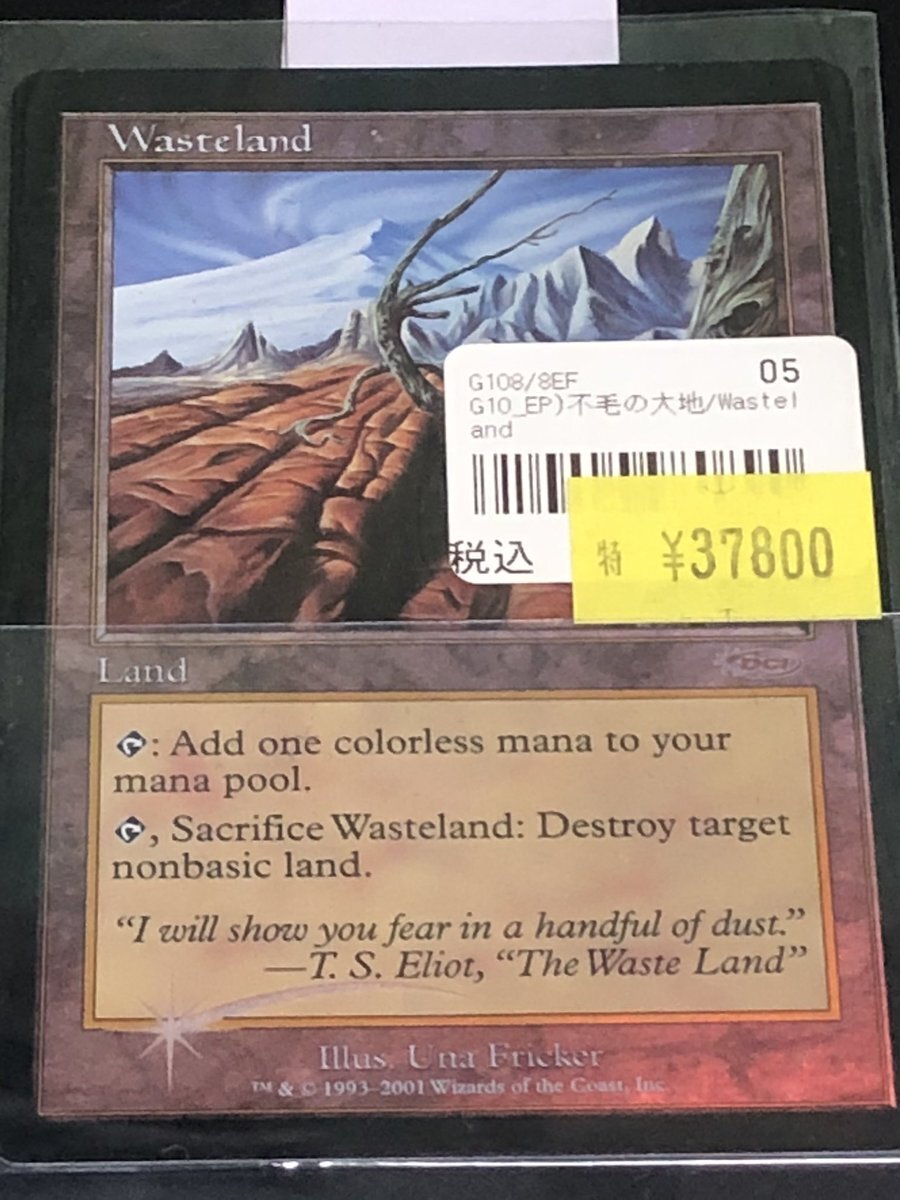 Wasteland
G108/8EF 05
G10_EP)不毛の大地/Wastel
and
税込
特 ¥37800
Land
DCI
: Add one colorless mana to your
mana pool.
, Sacrifice Wasteland: Destroy target
nonbasic land.
“I will show you fear in a handful of dust.”
—T. S. Eliot, “The Waste Land”
Illus. Una Fricker
™ & © 1993–2001 Wizards of the Coast, Inc.